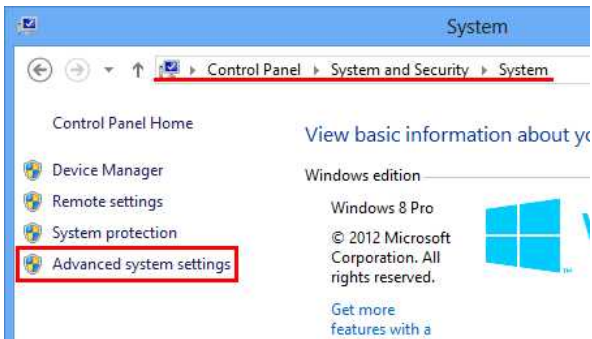 System
Control Panel System and Security System
Control Panel Home
View basic information about yo
Device Manager
Windows edition
Remote settings
Windows 8 Pro
System protection
© 2012 Microsoft
Corporation. All
rights reserved.
Advanced system settings
Get more
features with a